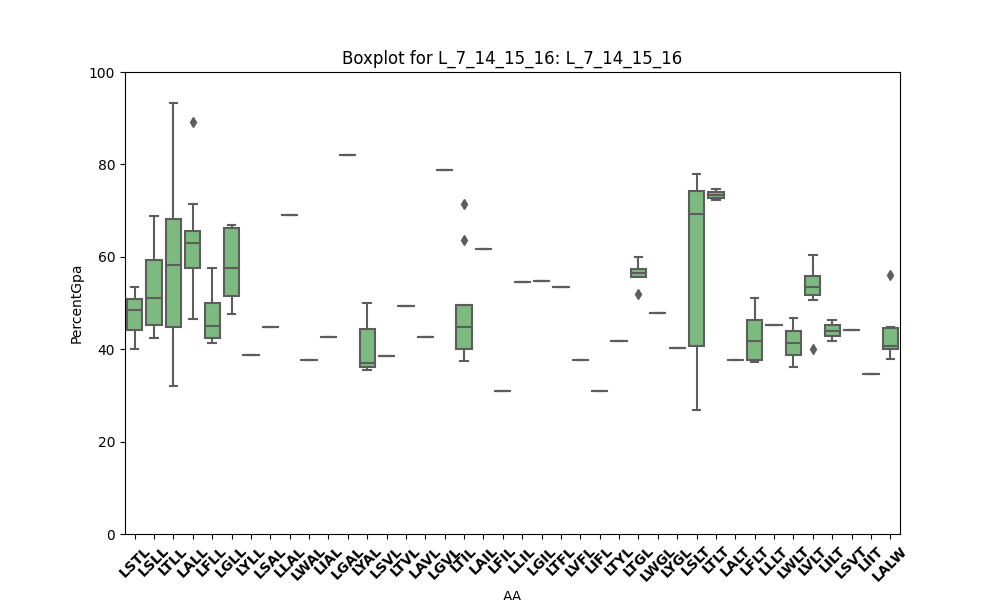 Boxplot for L_7_14_15_16: L_7_14_15_16
100
80
60
40
20
0
PercentGpa
LSTL LSLL LTLL LALL LFLL LGLL LYLL LSAL LLAL LWAL LIAL LGAL LYAL LSVL LTVL LAVL LGVL LTIL LAIL LFIL LLIL LGIL LTFL LVFL LIFL LTYL LTGL LWGL LYGL LSLT LTLT LALT LFLT LLLT LWLT LVLT LILT LSVT LIIT LALW
AA